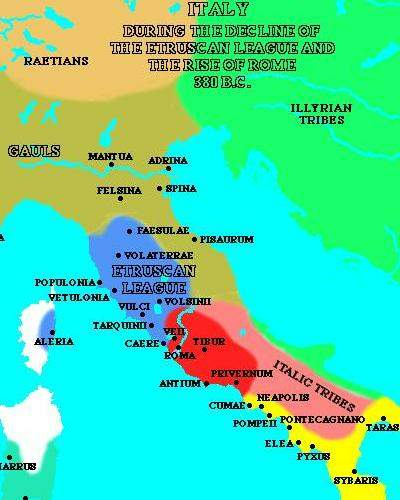 ITALY
DURING THE DECLINE OF
THE ETRUSCAN LEAGUE AND
THE RISE OF ROME
380 B.C.
RAETIANS
ILLYRIAN
TRIBES
GAULS
MANTUA
ADRINA
FELSINA
SPINA
FAESULAE
PISAURUM
VOLATERRAE
ETRUSCAN
LEAGUE
POPULONIA
VETULONIA
VOLSINII
VULCI
TARQUINII
VEII
CAERE
TIBUR
ROMA
ALERIA
ITALIC TRIBES
PRIVERNUM
ANTIUM
NEAPOLIS
CUMAE
POMPEII
PONTECAGNANO
TARAS
ELEA
PYXUS
SYBARIS
HARRUS